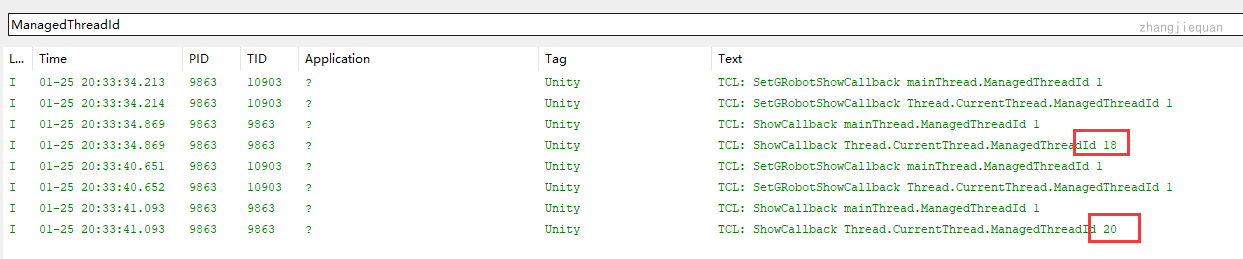 ManagedThreadId
zhangjiequan
L... Time PID TID Application Tag Text
I 01-25 20:33:34.213 9863 10903 ? Unity TCL: SetGRobotShowCallback mainThread.ManagedThreadId 1
I 01-25 20:33:34.214 9863 10903 ? Unity TCL: SetGRobotShowCallback Thread.CurrentThread.ManagedThreadId 1
I 01-25 20:33:34.869 9863 9863 ? Unity TCL: ShowCallback mainThread.ManagedThreadId 1
I 01-25 20:33:34.869 9863 9863 ? Unity TCL: ShowCallback Thread.CurrentThread.ManagedThreadId 18
I 01-25 20:33:40.651 9863 10903 ? Unity TCL: SetGRobotShowCallback mainThread.ManagedThreadId 1
I 01-25 20:33:40.652 9863 10903 ? Unity TCL: SetGRobotShowCallback Thread.CurrentThread.ManagedThreadId 1
I 01-25 20:33:41.093 9863 9863 ? Unity TCL: ShowCallback mainThread.ManagedThreadId 1
I 01-25 20:33:41.093 9863 9863 ? Unity TCL: ShowCallback Thread.CurrentThread.ManagedThreadId 20